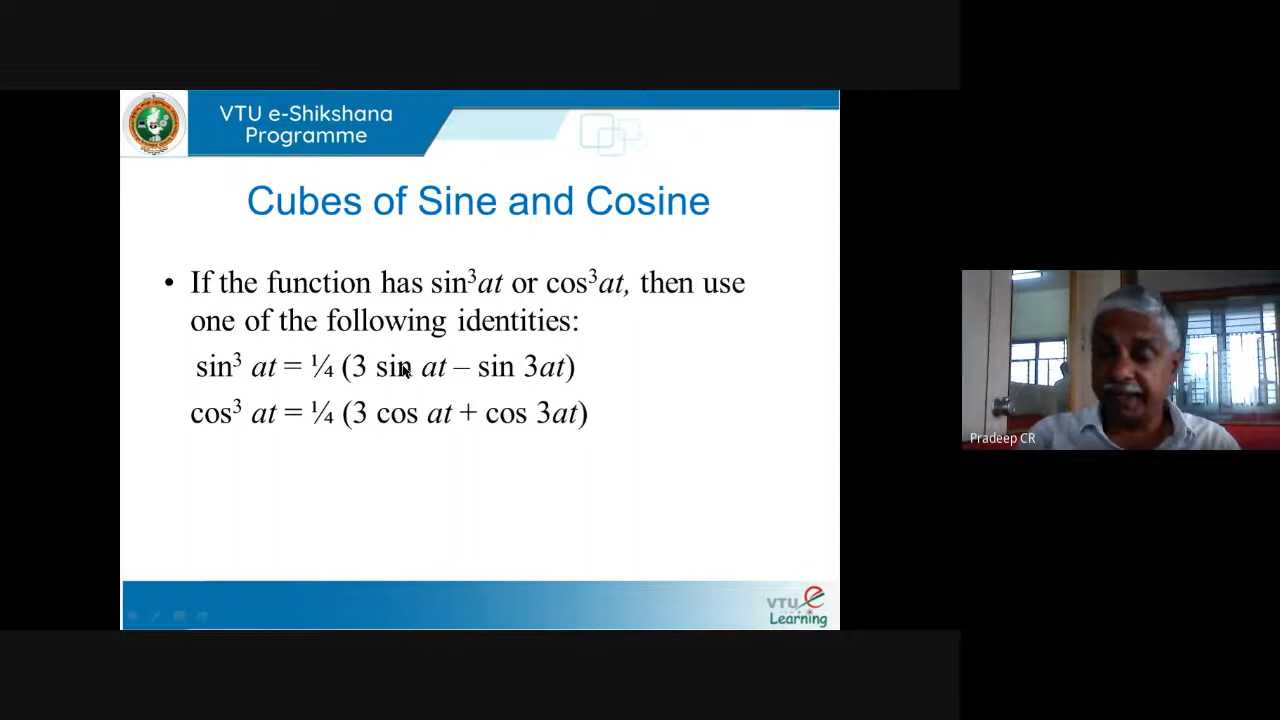 VTU e-Shikshana
Programme
Cubes of Sine and Cosine
• If the function has sin³at or cos³at, then use
one of the following identities:
sin³ at = ¼ (3 sin at – sin 3at)
cos³ at = ¼ (3 cos at + cos 3at)
Pradeep CR
VTU e
Learning